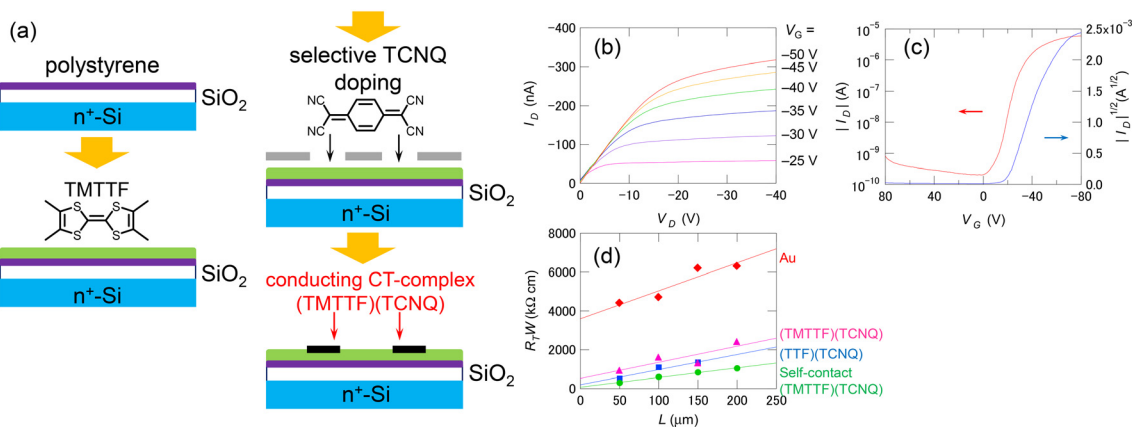 (a)
polystyrene
SiO2
n+-Si
TMTTF
S S
S S
SiO2
n+-Si
selective TCNQ
doping
CN CN
CN CN
SiO2
n+-Si
conducting CT-complex
(TMTTF)(TCNQ)
SiO2
n+-Si
(b)
ID (nA)
-400
-300
-200
-100
0
0 -10 -20 -30 -40
VD (V)
VG =
–50 V
–45 V
–40 V
–35 V
–30 V
–25 V
(c)
| ID | (A)
10-5
10-6
10-7
10-8
10-9
10-10
80 40 0 -40 -80
VG (V)
2.5x10-3
2.0
1.5
1.0
0.5
0.0
| ID |1/2(A1/2)
(d)
RTW (kΩ cm)
8000
6000
4000
2000
0
0 50 100 150 200 250
L (μm)
Au
(TMTTF)(TCNQ)
(TTF)(TCNQ)
Self-contact
(TMTTF)(TCNQ)